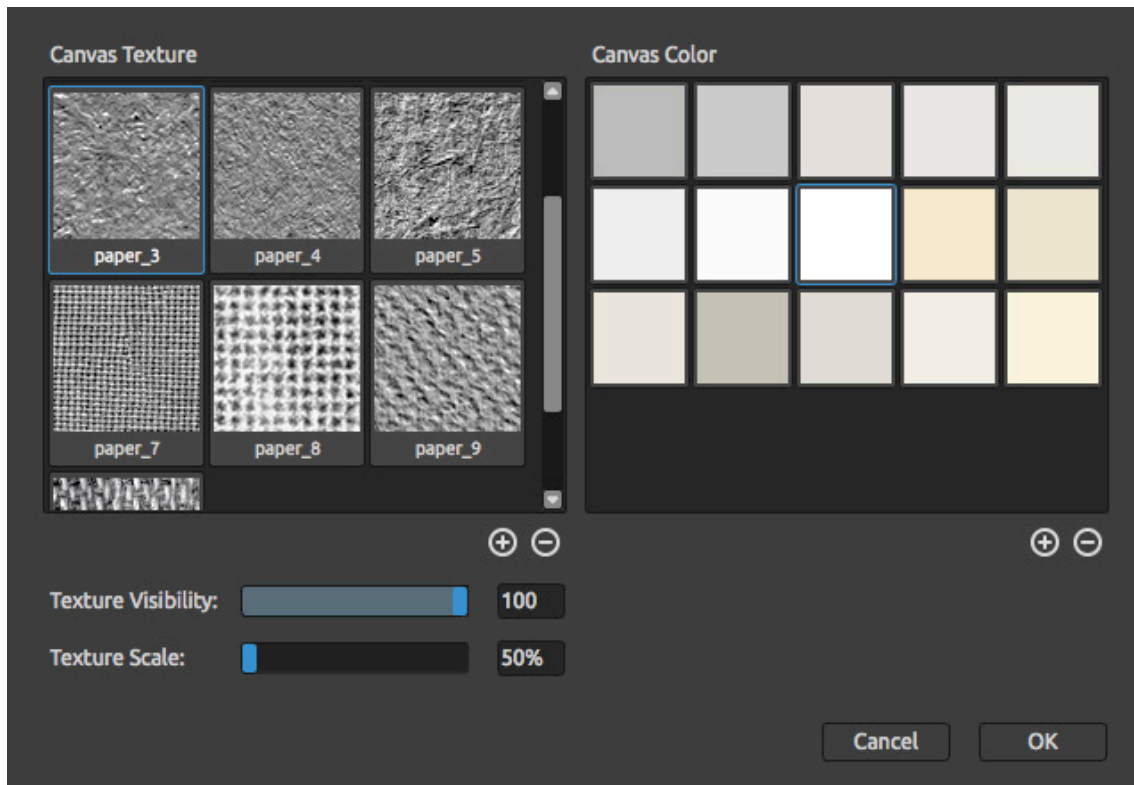 Canvas Texture
Canvas Color
paper_3
paper_4
paper_5
paper_7
paper_8
paper_9
Texture Visibility:
100
Texture Scale:
50%
Cancel
OK